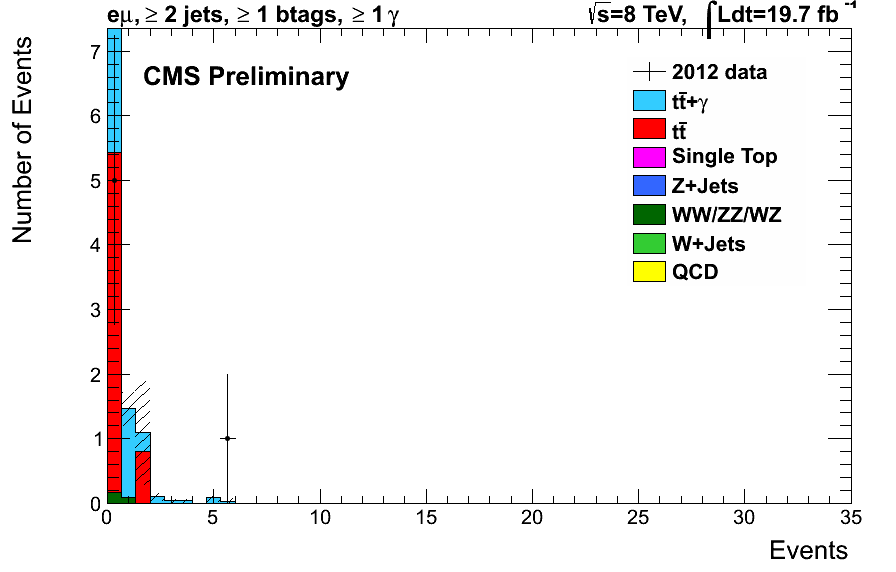 eμ, ≥ 2 jets, ≥ 1 btags, ≥ 1 γ
√s=8 TeV, ∫Ldt=19.7 fb⁻¹
CMS Preliminary
2012 data
tt̄+γ
tt̄
Single Top
Z+Jets
WW/ZZ/WZ
W+Jets
QCD
Number of Events
7
6
5
4
3
2
1
0
0 5 10 15 20 25 30 35
Events